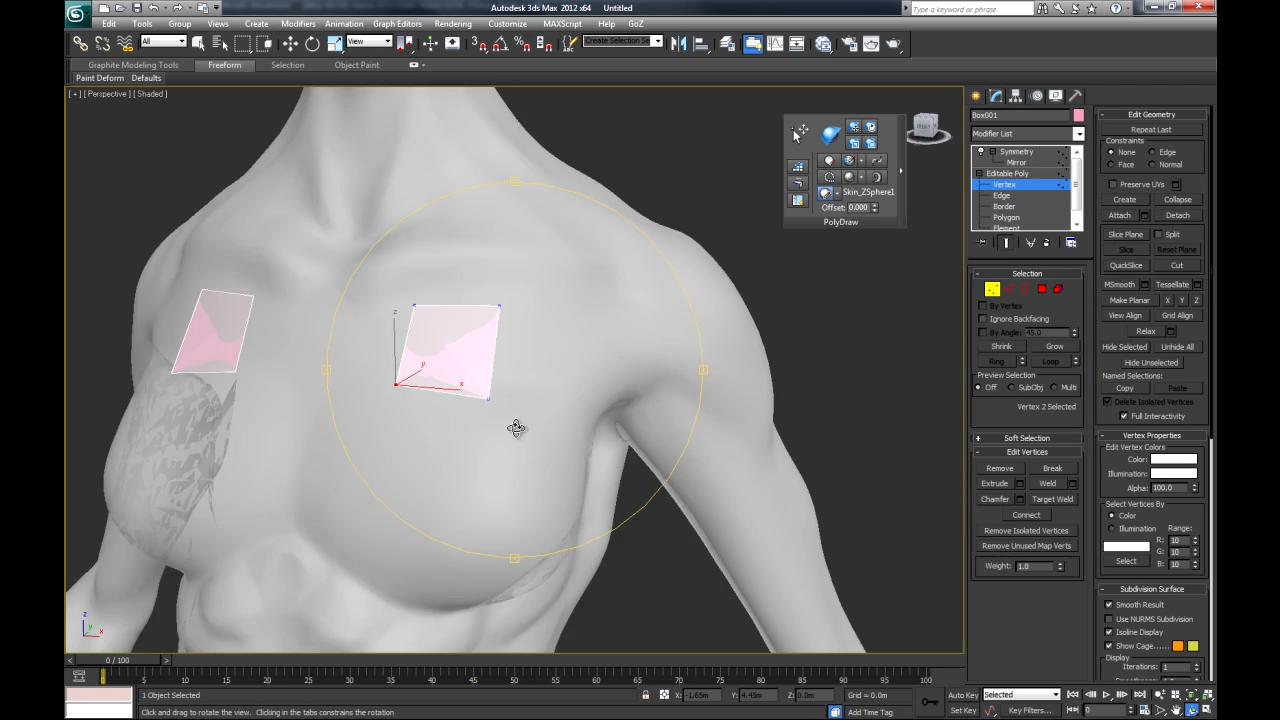 Autodesk 3ds Max 2012 x64 Untitled
Type a keyword or phrase
Edit Tools Group Views Create Modifiers Animation Graph Editors Rendering Customize MAXScript Help GoZ
All View Create Selection Se
Graphite Modeling Tools Freeform Selection Object Paint
Paint Deform Defaults
[ + ] [ Perspective ] [ Shaded ]
Skin_ZSphere1
Offset: 0.000
PolyDraw
z
y
x
z
y
x
Box001
Modifier List
Symmetry
Mirror
Editable Poly
Vertex
Edge
Border
Polygon
Element
Selection
By Vertex
Ignore Backfacing
By Angle: 45.0
Shrink Grow
Ring Loop
Preview Selection
Off SubObj Multi
Vertex 2 Selected
Soft Selection
Edit Vertices
Remove Break
Extrude Weld
Chamfer Target Weld
Connect
Remove Isolated Vertices
Remove Unused Map Verts
Weight: 1.0
Edit Geometry
Repeat Last
Constraints
None Edge
Face Normal
Preserve UVs
Create Collapse
Attach Detach
Slice Plane Split
Slice Reset Plane
QuickSlice Cut
MSmooth Tessellate
Make Planar X Y Z
View Align Grid Align
Relax
Hide Selected Unhide All
Hide Unselected
Named Selections:
Copy Paste
Delete Isolated Vertices
Full Interactivity
Vertex Properties
Edit Vertex Colors
Color:
Illumination:
Alpha: 100.0
Select Vertices By
Color
Illumination Range:
R: 10
G: 10
B: 10
Select
Subdivision Surface
Smooth Result
Use NURMS Subdivision
Isoline Display
Show Cage......
Display
Iterations: 1
0 / 100
5 10 15 20 25 30 35 40 45 50 55 60 65 70 75 80 85 90 95 100
1 Object Selected X: -1.65m Y: 4.45m Z: 0.0m Grid = 0.0m Auto Key Selected
Click and drag to rotate the view. Clicking in the tabs constrains the rotation Add Time Tag Set Key Key Filters... 0